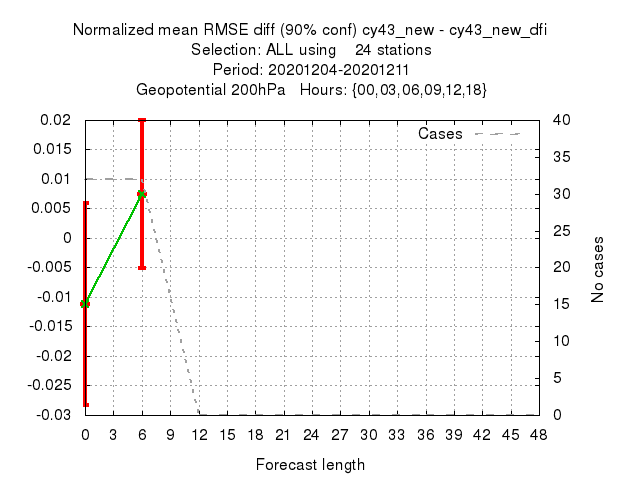 Normalized mean RMSE diff (90% conf) cy43_new - cy43_new_dfi
Selection: ALL using    24 stations
Period: 20201204-20201211
Geopotential 200hPa   Hours: {00,03,06,09,12,18}
Cases
0.02
0.015
0.01
0.005
0
-0.005
-0.01
-0.015
-0.02
-0.025
-0.03
40
35
30
25
20
15
10
5
0
No cases
0 3 6 9 12 15 18 21 24 27 30 33 36 39 42 45 48
Forecast length